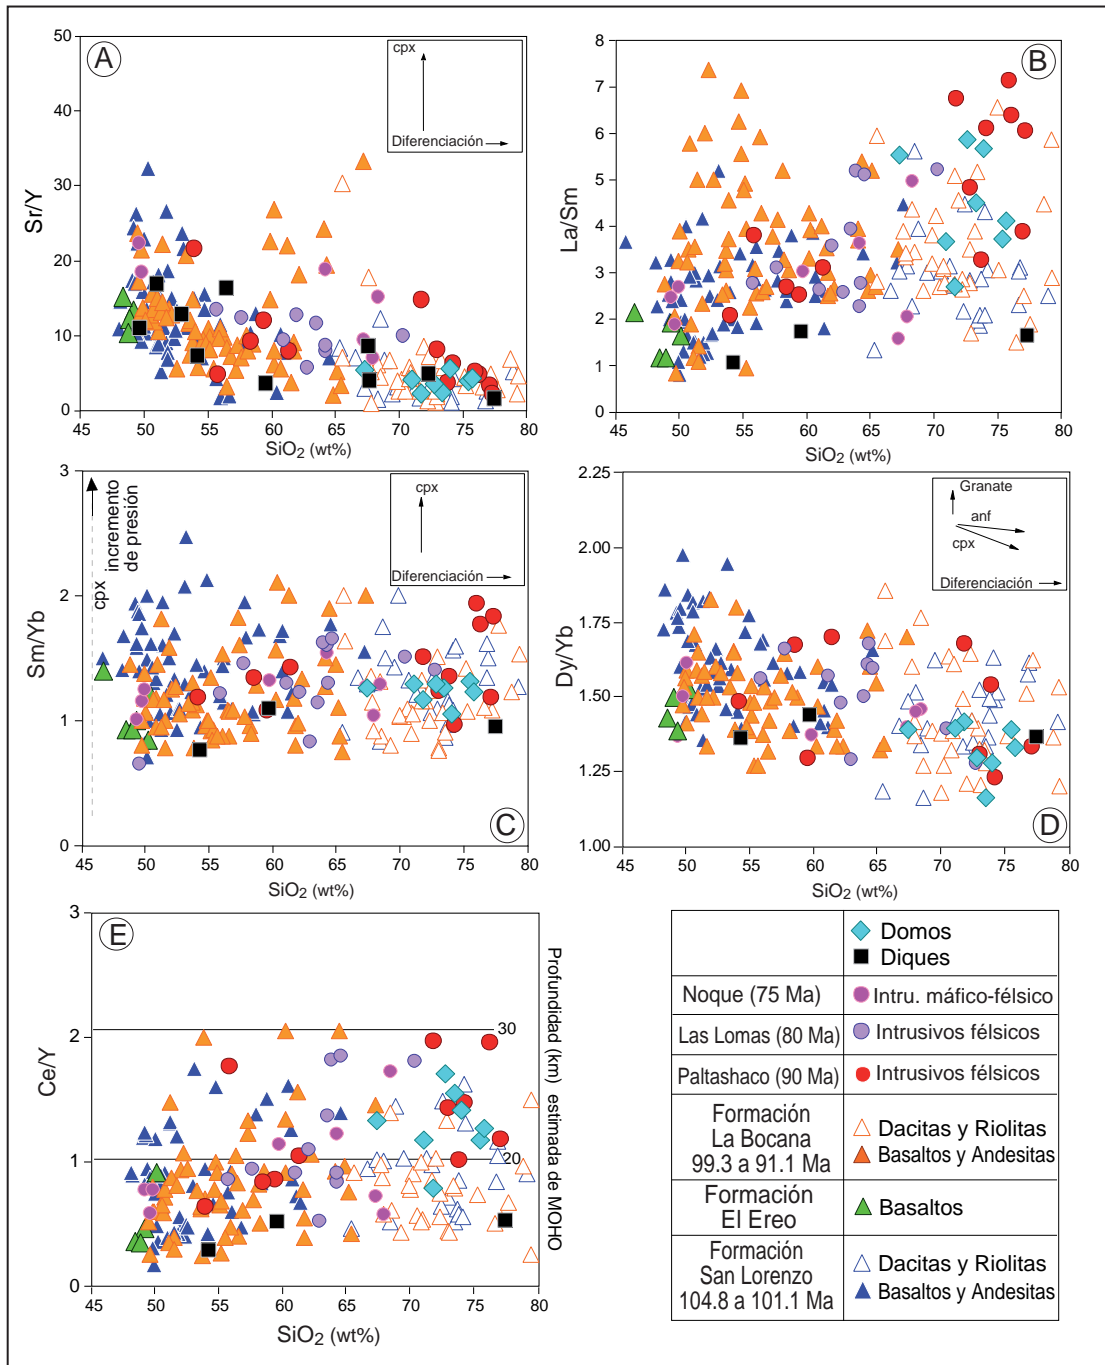 A
50
40
30
20
10
0
Sr/Y
cpx
Diferenciación
45 50 55 60 65 70 75 80
SiO2 (wt%)
B
8
7
6
5
4
3
2
1
0
La/Sm
45 50 55 60 65 70 75 80
SiO2 (wt%)
C
3
2
1
0
Sm/Yb
cpx
incremento
de presión
cpx
Diferenciación
45 50 55 60 65 70 75 80
SiO2 (wt%)
D
2.25
2.00
1.75
1.50
1.25
1.00
Dy/Yb
Granate
anf
cpx
Diferenciación
45 50 55 60 65 70 75 80
SiO2 (wt%)
E
3
2
1
0
Ce/Y
30
20
Profundidad (km) estimada de MOHO
45 50 55 60 65 70 75 80
SiO2 (wt%)
Domos
Diques
Noque (75 Ma) Intru. máfico-félsico
Las Lomas (80 Ma) Intrusivos félsicos
Paltashaco (90 Ma) Intrusivos félsicos
Formación
La Bocana
99.3 a 91.1 Ma
Dacitas y Riolitas
Basaltos y Andesitas
Formación
El Ereo
Basaltos
Formación
San Lorenzo
104.8 a 101.1 Ma
Dacitas y Riolitas
Basaltos y Andesitas